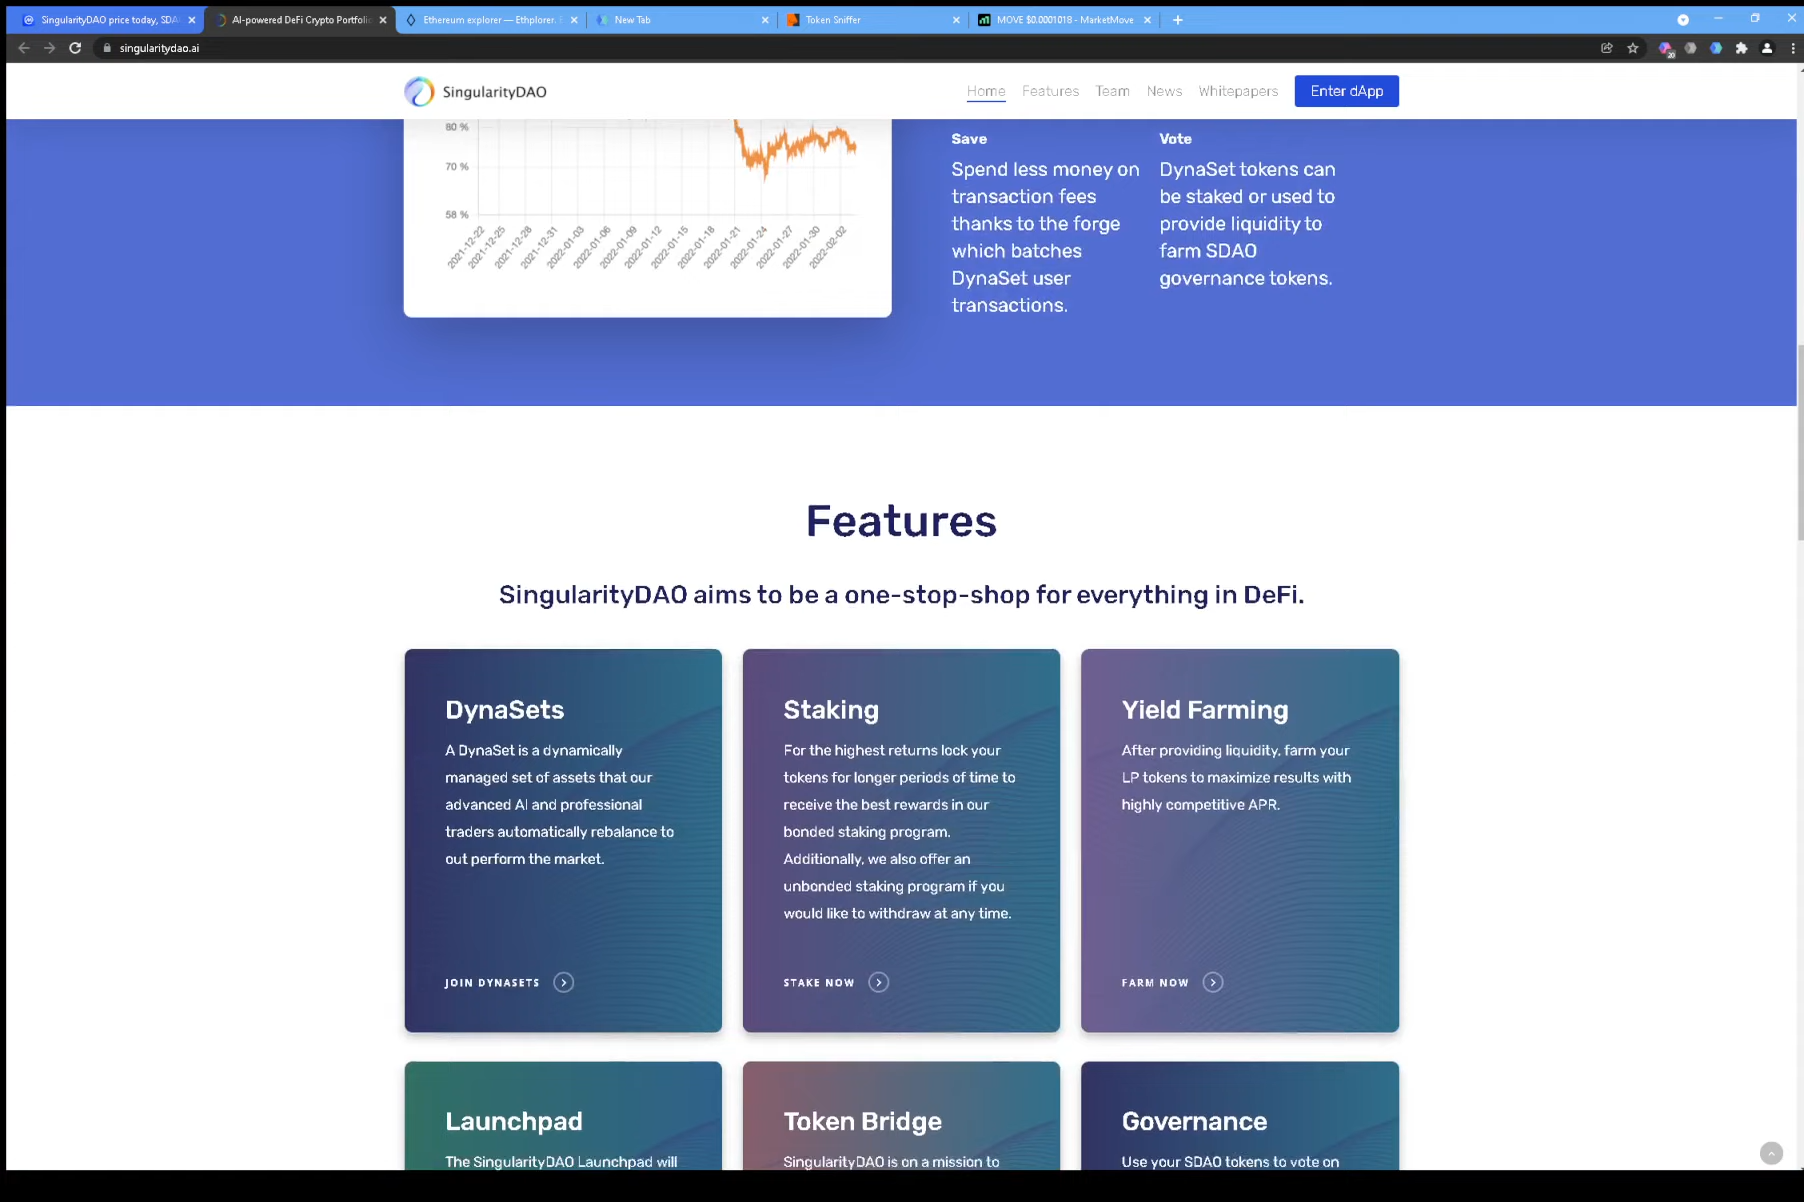 SingularityDAO price today, SDA
AI-powered DeFi Crypto Portfolio
Ethereum explorer — Ethplorer.
New Tab
Token Sniffer
MOVE $0.0001018 - MarketMove
singularitydao.ai
20
SingularityDAO
Home
Features
Team
News
Whitepapers
Enter dApp
80 %
70 %
58 %
2021-12-22
2021-12-25
2021-12-28
2021-12-31
2022-01-03
2022-01-06
2022-01-09
2022-01-12
2022-01-15
2022-01-18
2022-01-21
2022-01-24
2022-01-27
2022-01-30
2022-02-02
Save
Spend less money on
transaction fees
thanks to the forge
which batches
DynaSet user
transactions.
Vote
DynaSet tokens can
be staked or used to
provide liquidity to
farm SDAO
governance tokens.
Features
SingularityDAO aims to be a one-stop-shop for everything in DeFi.
DynaSets
A DynaSet is a dynamically
managed set of assets that our
advanced AI and professional
traders automatically rebalance to
out perform the market.
JOIN DYNASETS
Staking
For the highest returns lock your
tokens for longer periods of time to
receive the best rewards in our
bonded staking program.
Additionally, we also offer an
unbonded staking program if you
would like to withdraw at any time.
STAKE NOW
Yield Farming
After providing liquidity, farm your
LP tokens to maximize results with
highly competitive APR.
FARM NOW
Launchpad
The SingularityDAO Launchpad will
Token Bridge
SingularityDAO is on a mission to
Governance
Use your SDAO tokens to vote on